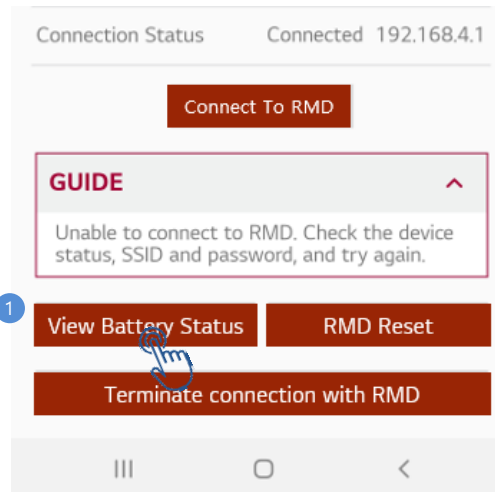 Connection Status Connected 192.168.4.1
Connect To RMD
GUIDE
Unable to connect to RMD. Check the device
status, SSID and password, and try again.
1
View Battery Status RMD Reset
Terminate connection with RMD